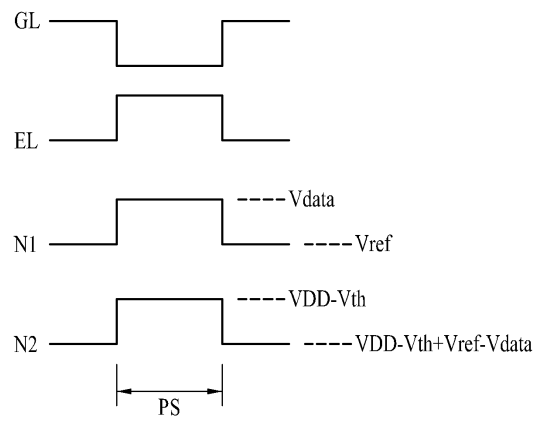 GL
EL
Vdata
N1
Vref
VDD-Vth
N2
VDD-Vth+Vref-Vdata
PS